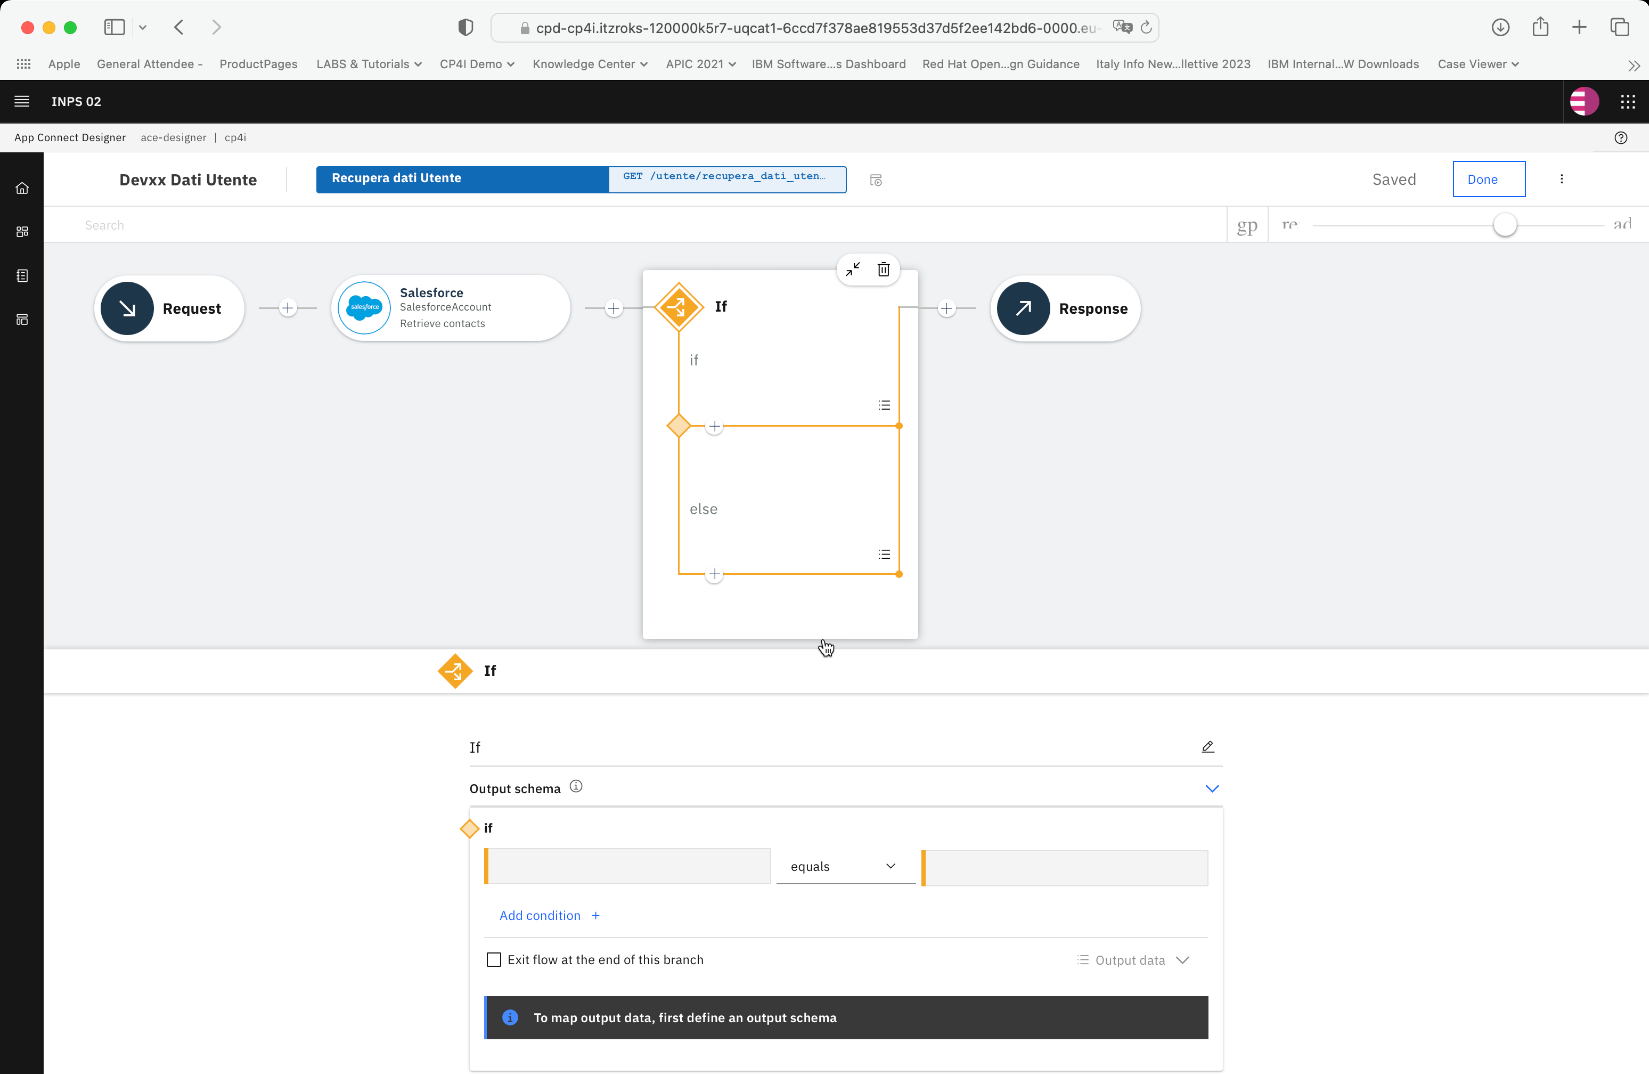 cpd-cp4i.itzroks-120000k5r7-uqcat1-6ccd7f378ae819553d37d5f2ee142bd6-0000.eu-
Apple General Attendee - ProductPages LABS & Tutorials CP4I Demo Knowledge Center APIC 2021 IBM Software...s Dashboard Red Hat Open...gn Guidance Italy Info New...llettive 2023 IBM Internal...W Downloads Case Viewer
INPS 02
App Connect Designer ace-designer | cp4i
Devxx Dati Utente
Recupera dati Utente
GET /utente/recupera_dati_uten...
Saved
Done
Search
gp
re
ad
Request
Salesforce
salesforce
SalesforceAccount
Retrieve contacts
If
if
else
Response
If
If
Output schema
if
equals
Add condition +
Exit flow at the end of this branch
Output data
To map output data, first define an output schema